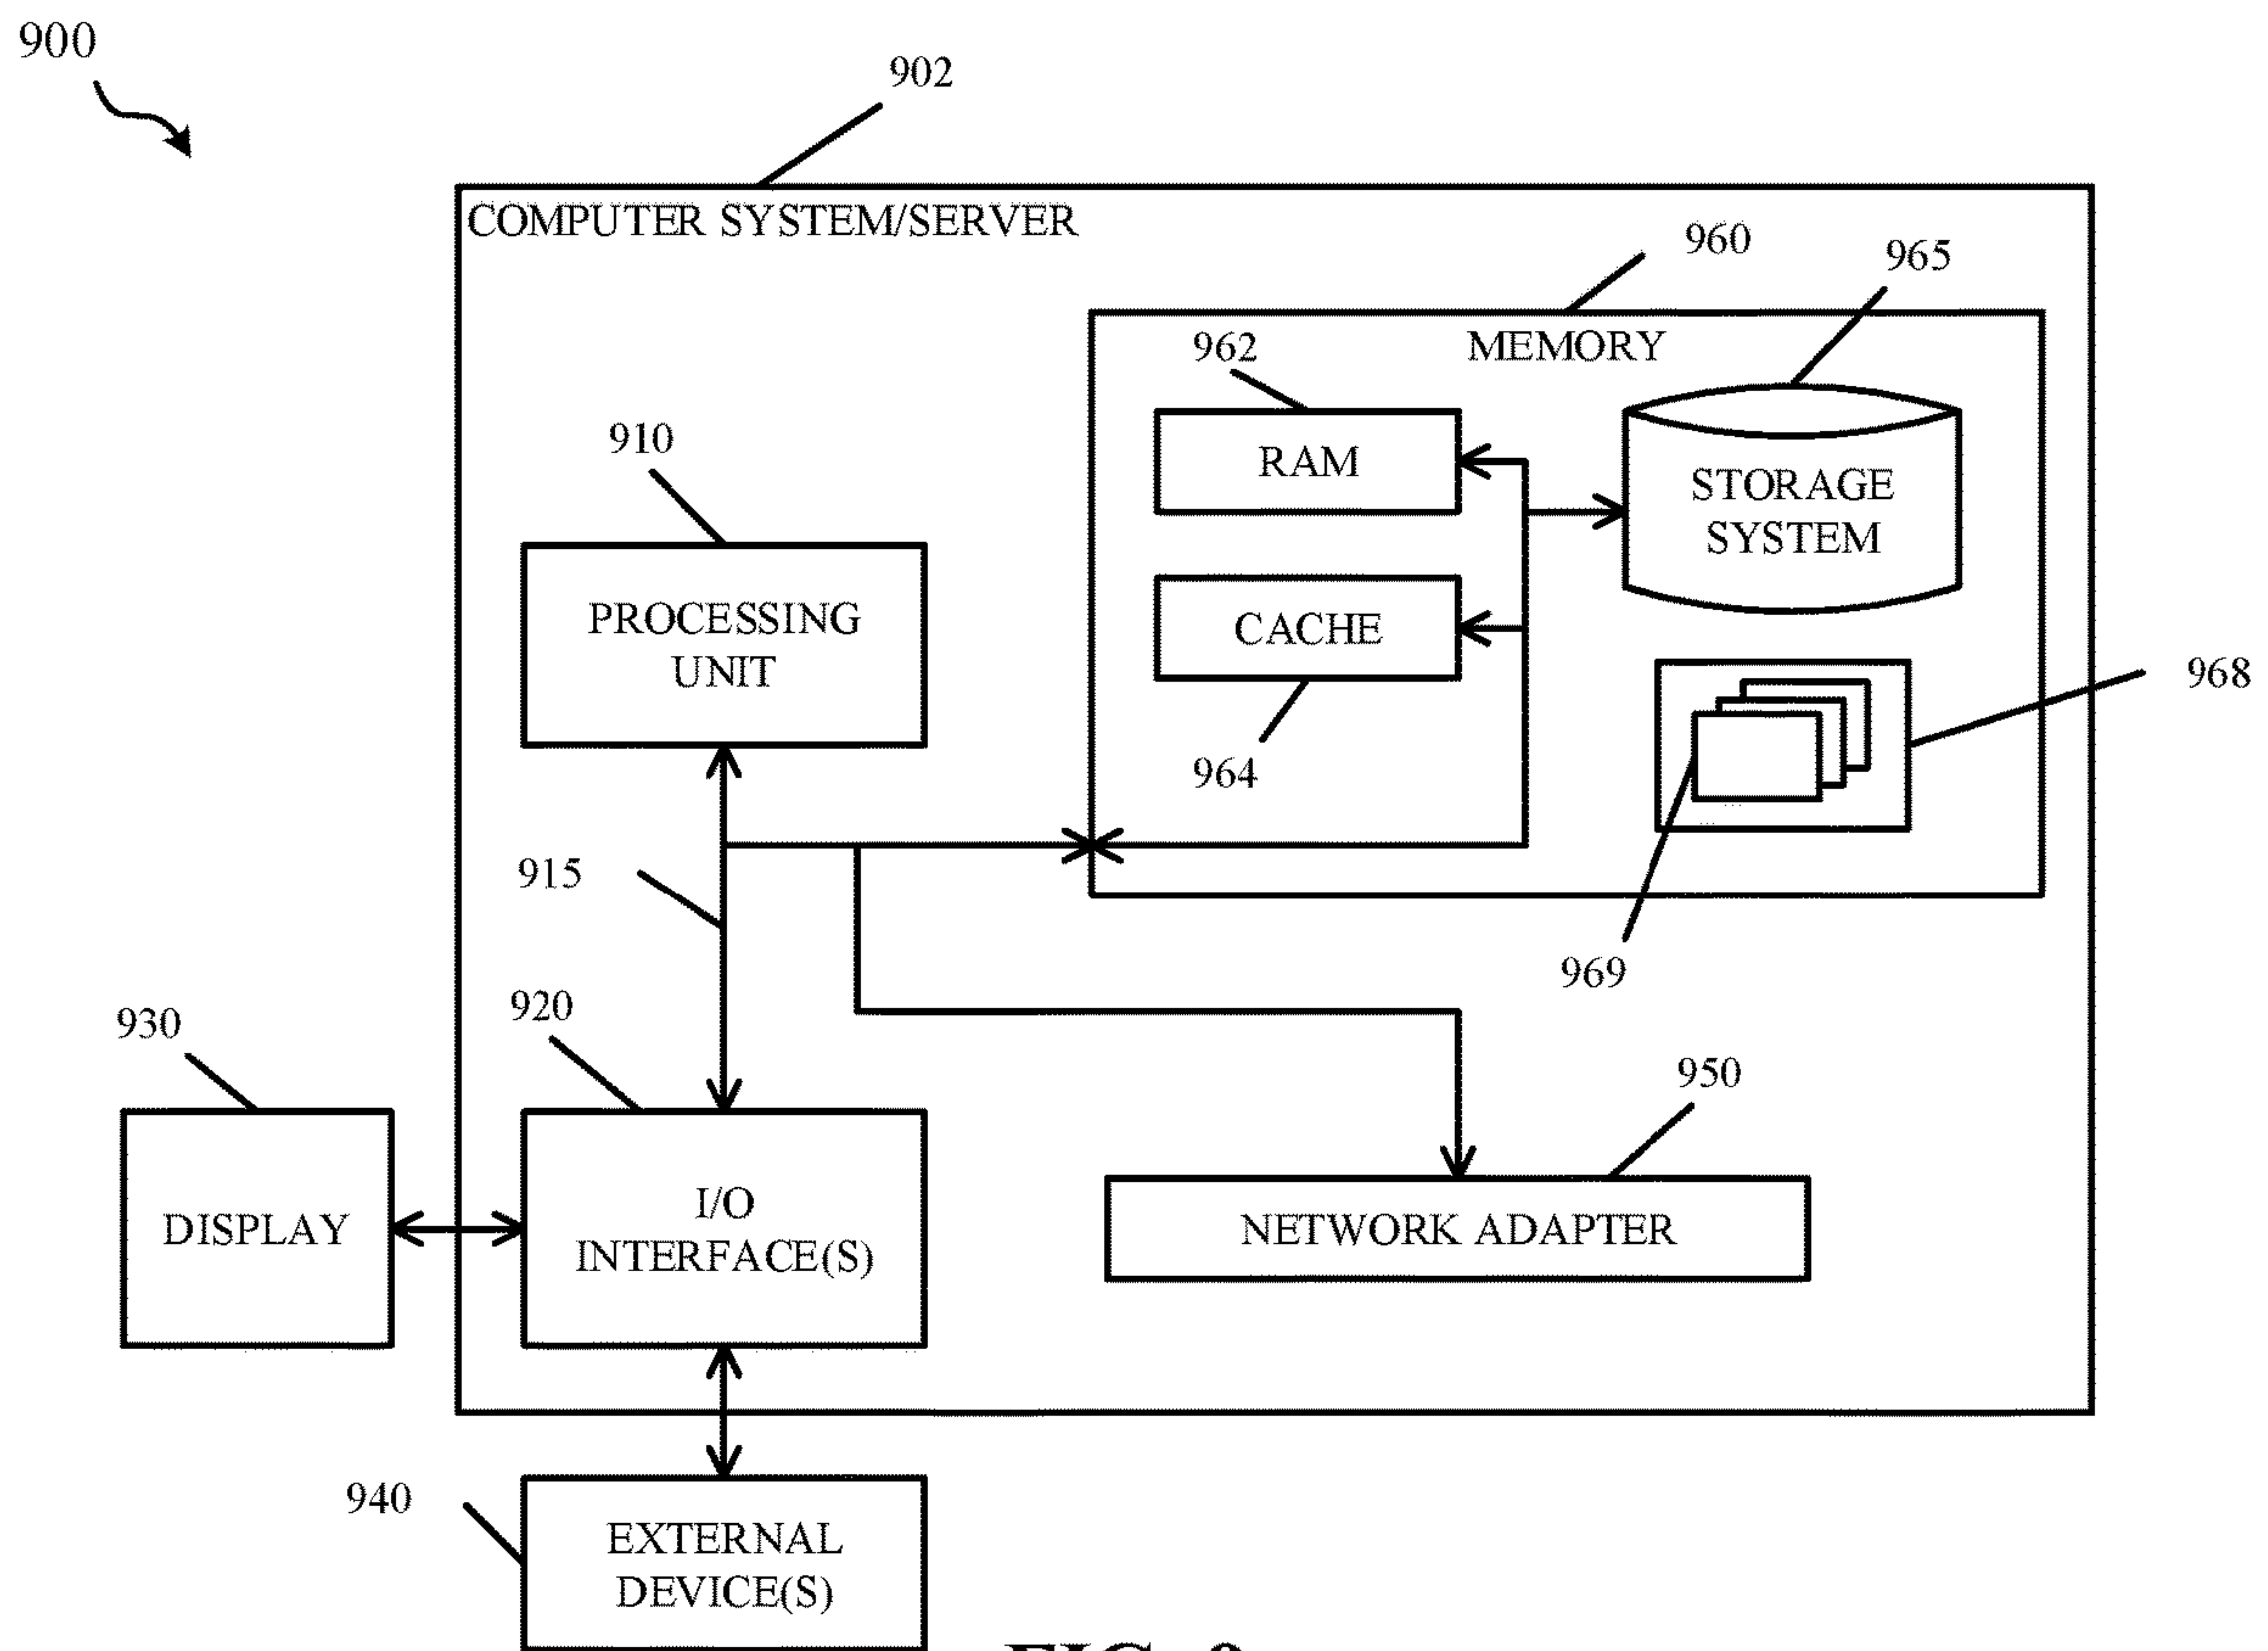 900
902
COMPUTER SYSTEM/SERVER
960
965
MEMORY
962
RAM
STORAGE
SYSTEM
910
PROCESSING
UNIT
CACHE
964
968
969
915
920
930
950
DISPLAY
I/O
INTERFACE(S)
NETWORK ADAPTER
940
EXTERNAL
DEVICE(S)